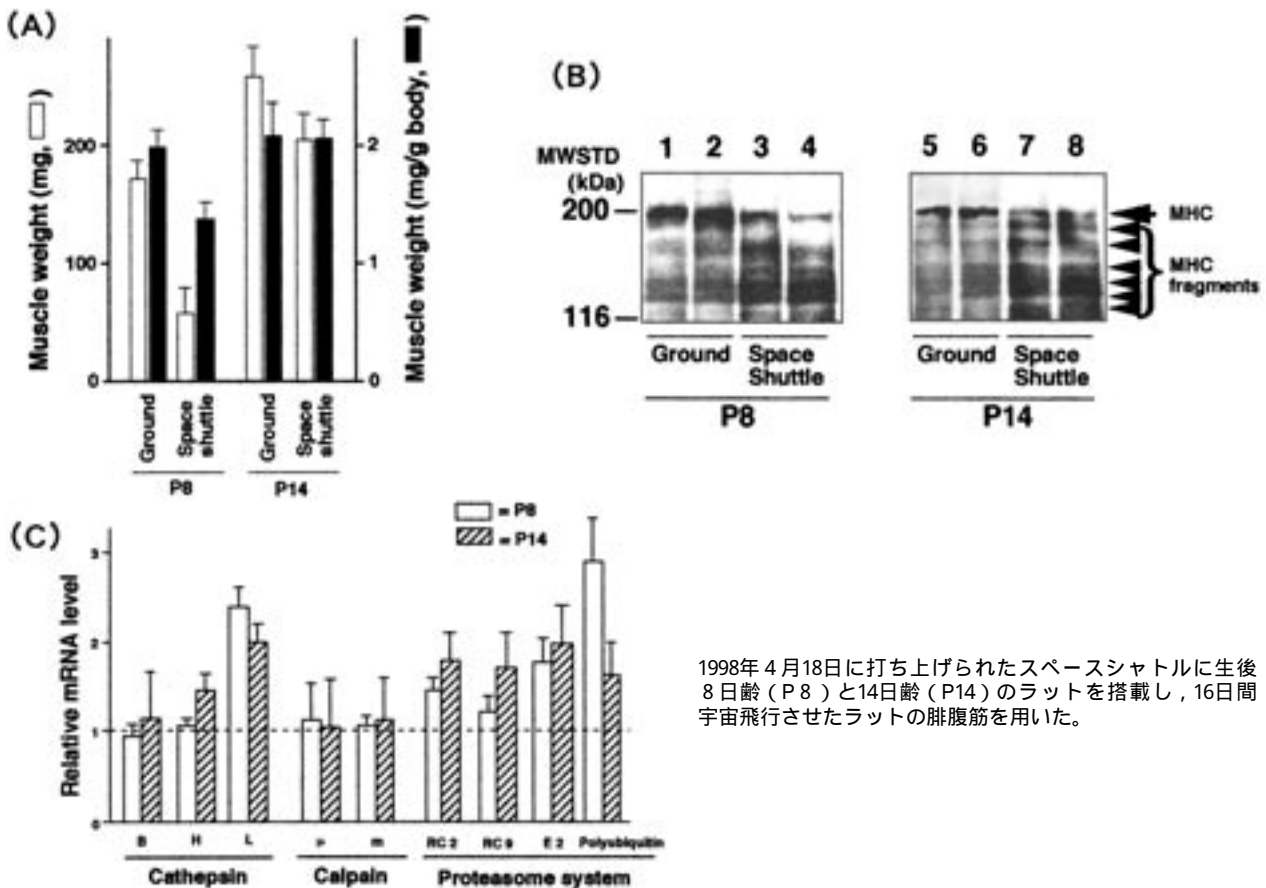 (A)
Muscle weight (mg, )
Muscle weight (mg/g body, )
200
100
0
2
1
0
Ground
Space shuttle
Ground
Space shuttle
P8
P14
(B)
MWSTD
(kDa)
1 2 3 4
5 6 7 8
200
116
MHC
MHC
fragments
Ground
Space
Shuttle
Ground
Space
Shuttle
P8
P14
(C)
Relative mRNA level
= P8
= P14
3
2
1
0
B H L
m
RC 2 RC 9 E 2 Polyubiquitin
Cathepain
Calpain
Proteasome system
1998年4月18日に打ち上げられたスペースシャトルに生後
8日齢(P8)と14日齢(P14)のラットを搭載し,16日間
宇宙飛行させたラットの腓腹筋を用いた。